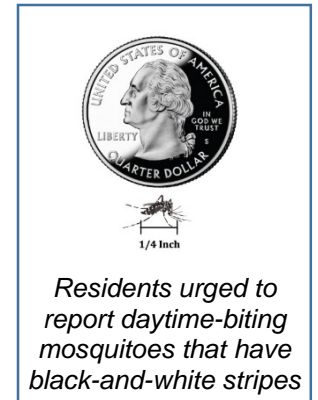 UNITED STATES OF AMERICA
LIBERTY
IN
GOD WE
TRUST
S
QUARTER DOLLAR
1/4 Inch
Residents urged to
report daytime-biting
mosquitoes that have
black-and-white stripes